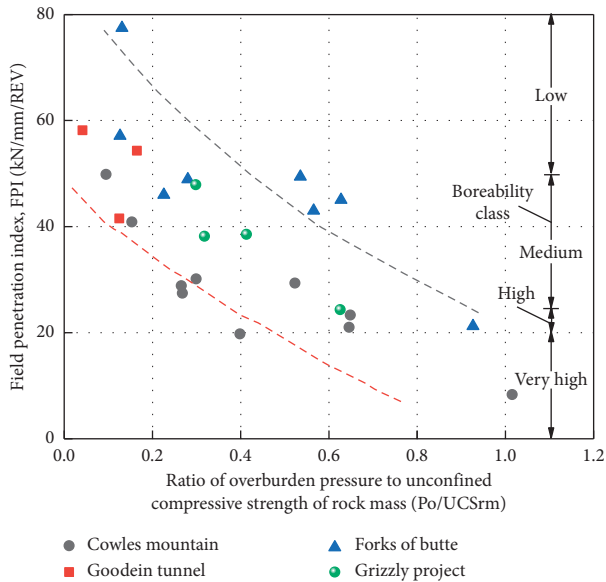 Field penetration index, FPI (kN/mm/REV)
80
60
40
20
0
Low
Boreability
class
Medium
High
Very high
0.0 0.2 0.4 0.6 0.8 1.0 1.2
Ratio of overburden pressure to unconfined
compressive strength of rock mass (Po/UCSrm)
Cowles mountain
Forks of butte
Goodein tunnel
Grizzly project